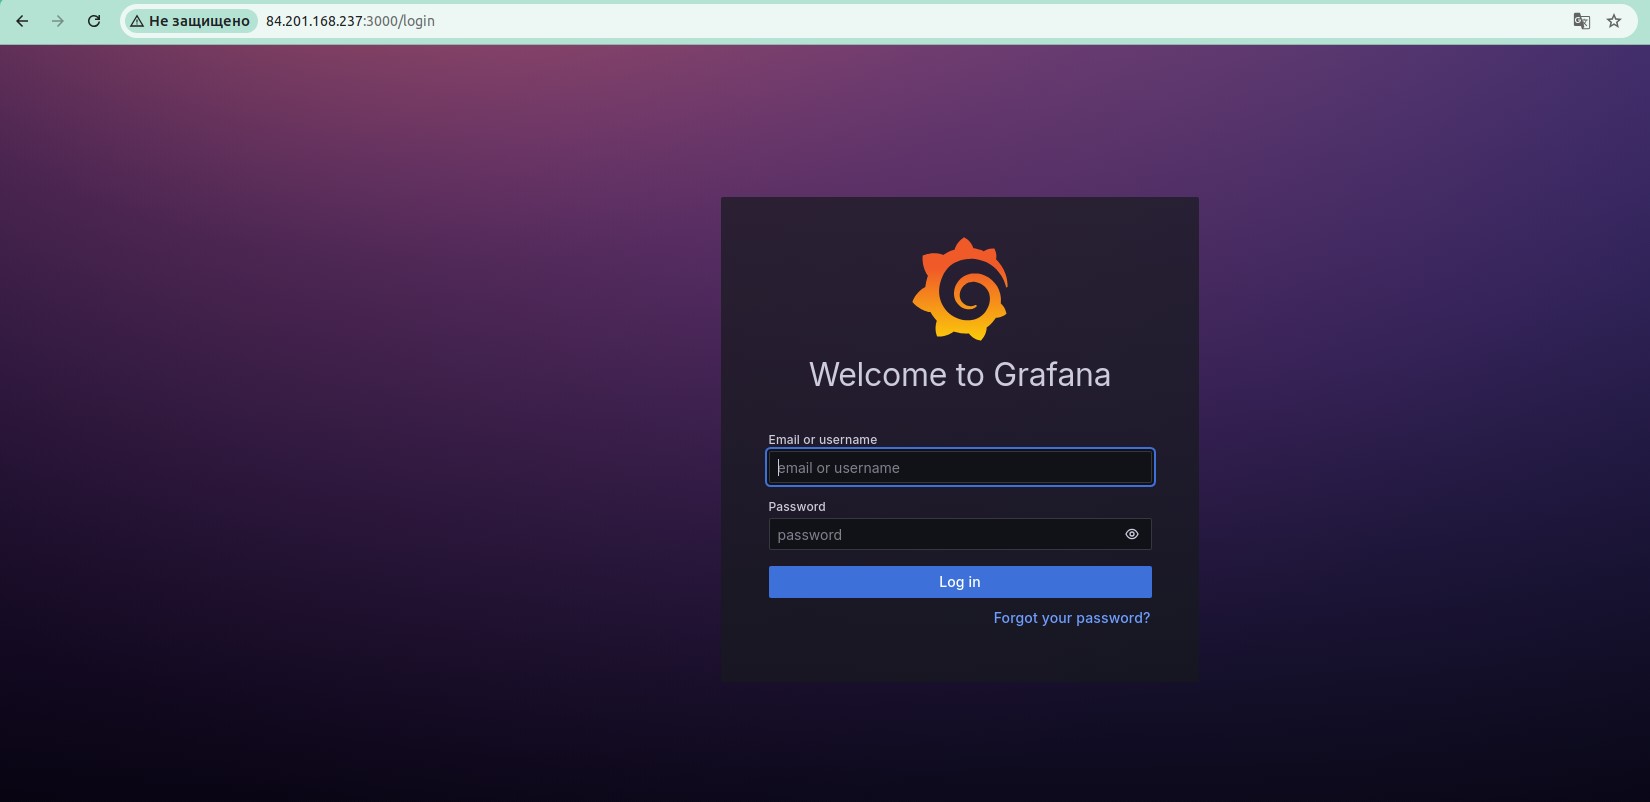 Не защищено 84.201.168.237:3000/login
Welcome to Grafana
Email or username
email or username
Password
password
Log in
Forgot your password?